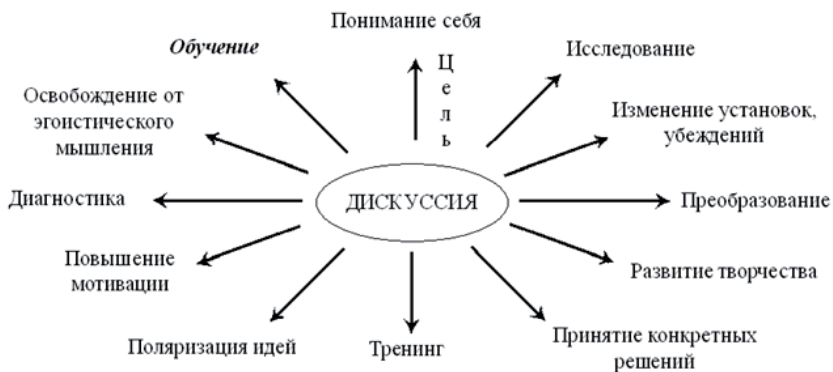 Понимание себя
Обучение
Цель
Исследование
Освобождение от
эгоистического
мышления
Изменение установок,
убеждений
Диагностика
ДИСКУССИЯ
Преобразование
Повышение
мотивации
Развитие творчества
Поляризация идей
Тренинг
Принятие конкретных
решений